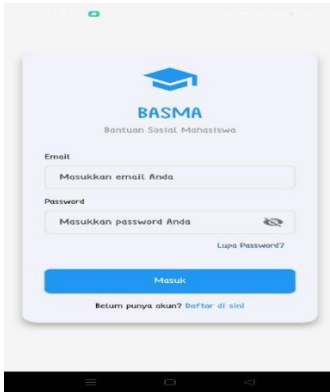 BASMA
Bantuan Sosial Mahasiswa
Email
Masukkan email Anda
Password
Masukkan password Anda
Lupa Password?
Masuk
Belum punya akun? Daftar di sini